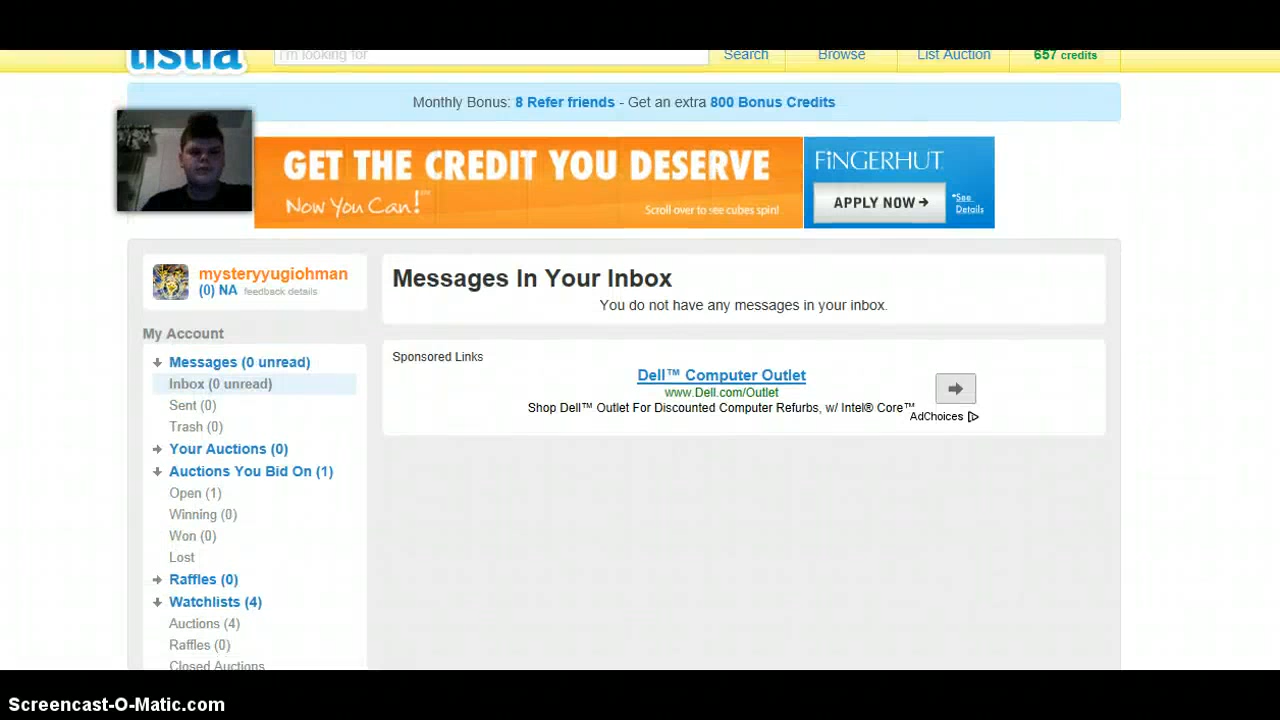 listia
I'm looking for
Search
Browse
List Auction
657 credits
Monthly Bonus: 8 Refer friends - Get an extra 800 Bonus Credits
GET THE CREDIT YOU DESERVE
Now You Can!
Scroll over to see cubes spin!
FiNGERHUT
APPLY NOW →
*See
Details
mysteryyugiohman
(0) NA feedback details
Messages In Your Inbox
You do not have any messages in your inbox.
My Account
Messages (0 unread)
Inbox (0 unread)
Sent (0)
Trash (0)
Your Auctions (0)
Auctions You Bid On (1)
Open (1)
Winning (0)
Won (0)
Lost
Raffles (0)
Watchlists (4)
Auctions (4)
Raffles (0)
Closed Auctions
Sponsored Links
Dell™ Computer Outlet
www.Dell.com/Outlet
Shop Dell™ Outlet For Discounted Computer Refurbs, w/ Intel® Core™
AdChoices
Screencast-O-Matic.com